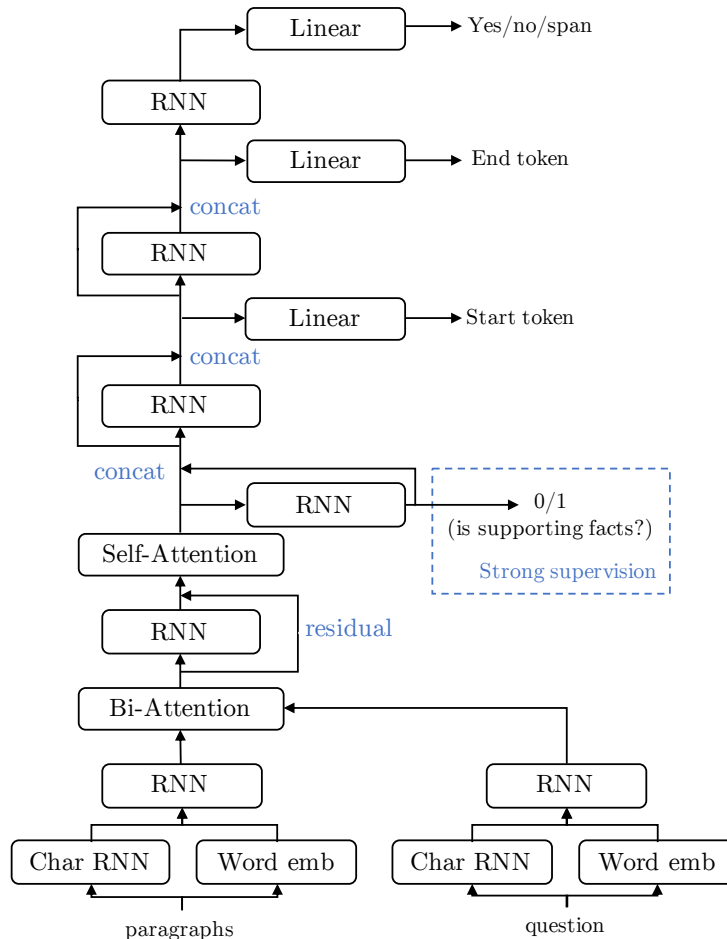 Linear
Yes/no/span
RNN
Linear
End token
concat
RNN
Linear
Start token
concat
RNN
concat
RNN
0/1
(is supporting facts?)
Self-Attention
Strong supervision
RNN
residual
Bi-Attention
RNN
RNN
Char RNN
Word emb
Char RNN
Word emb
paragraphs
question